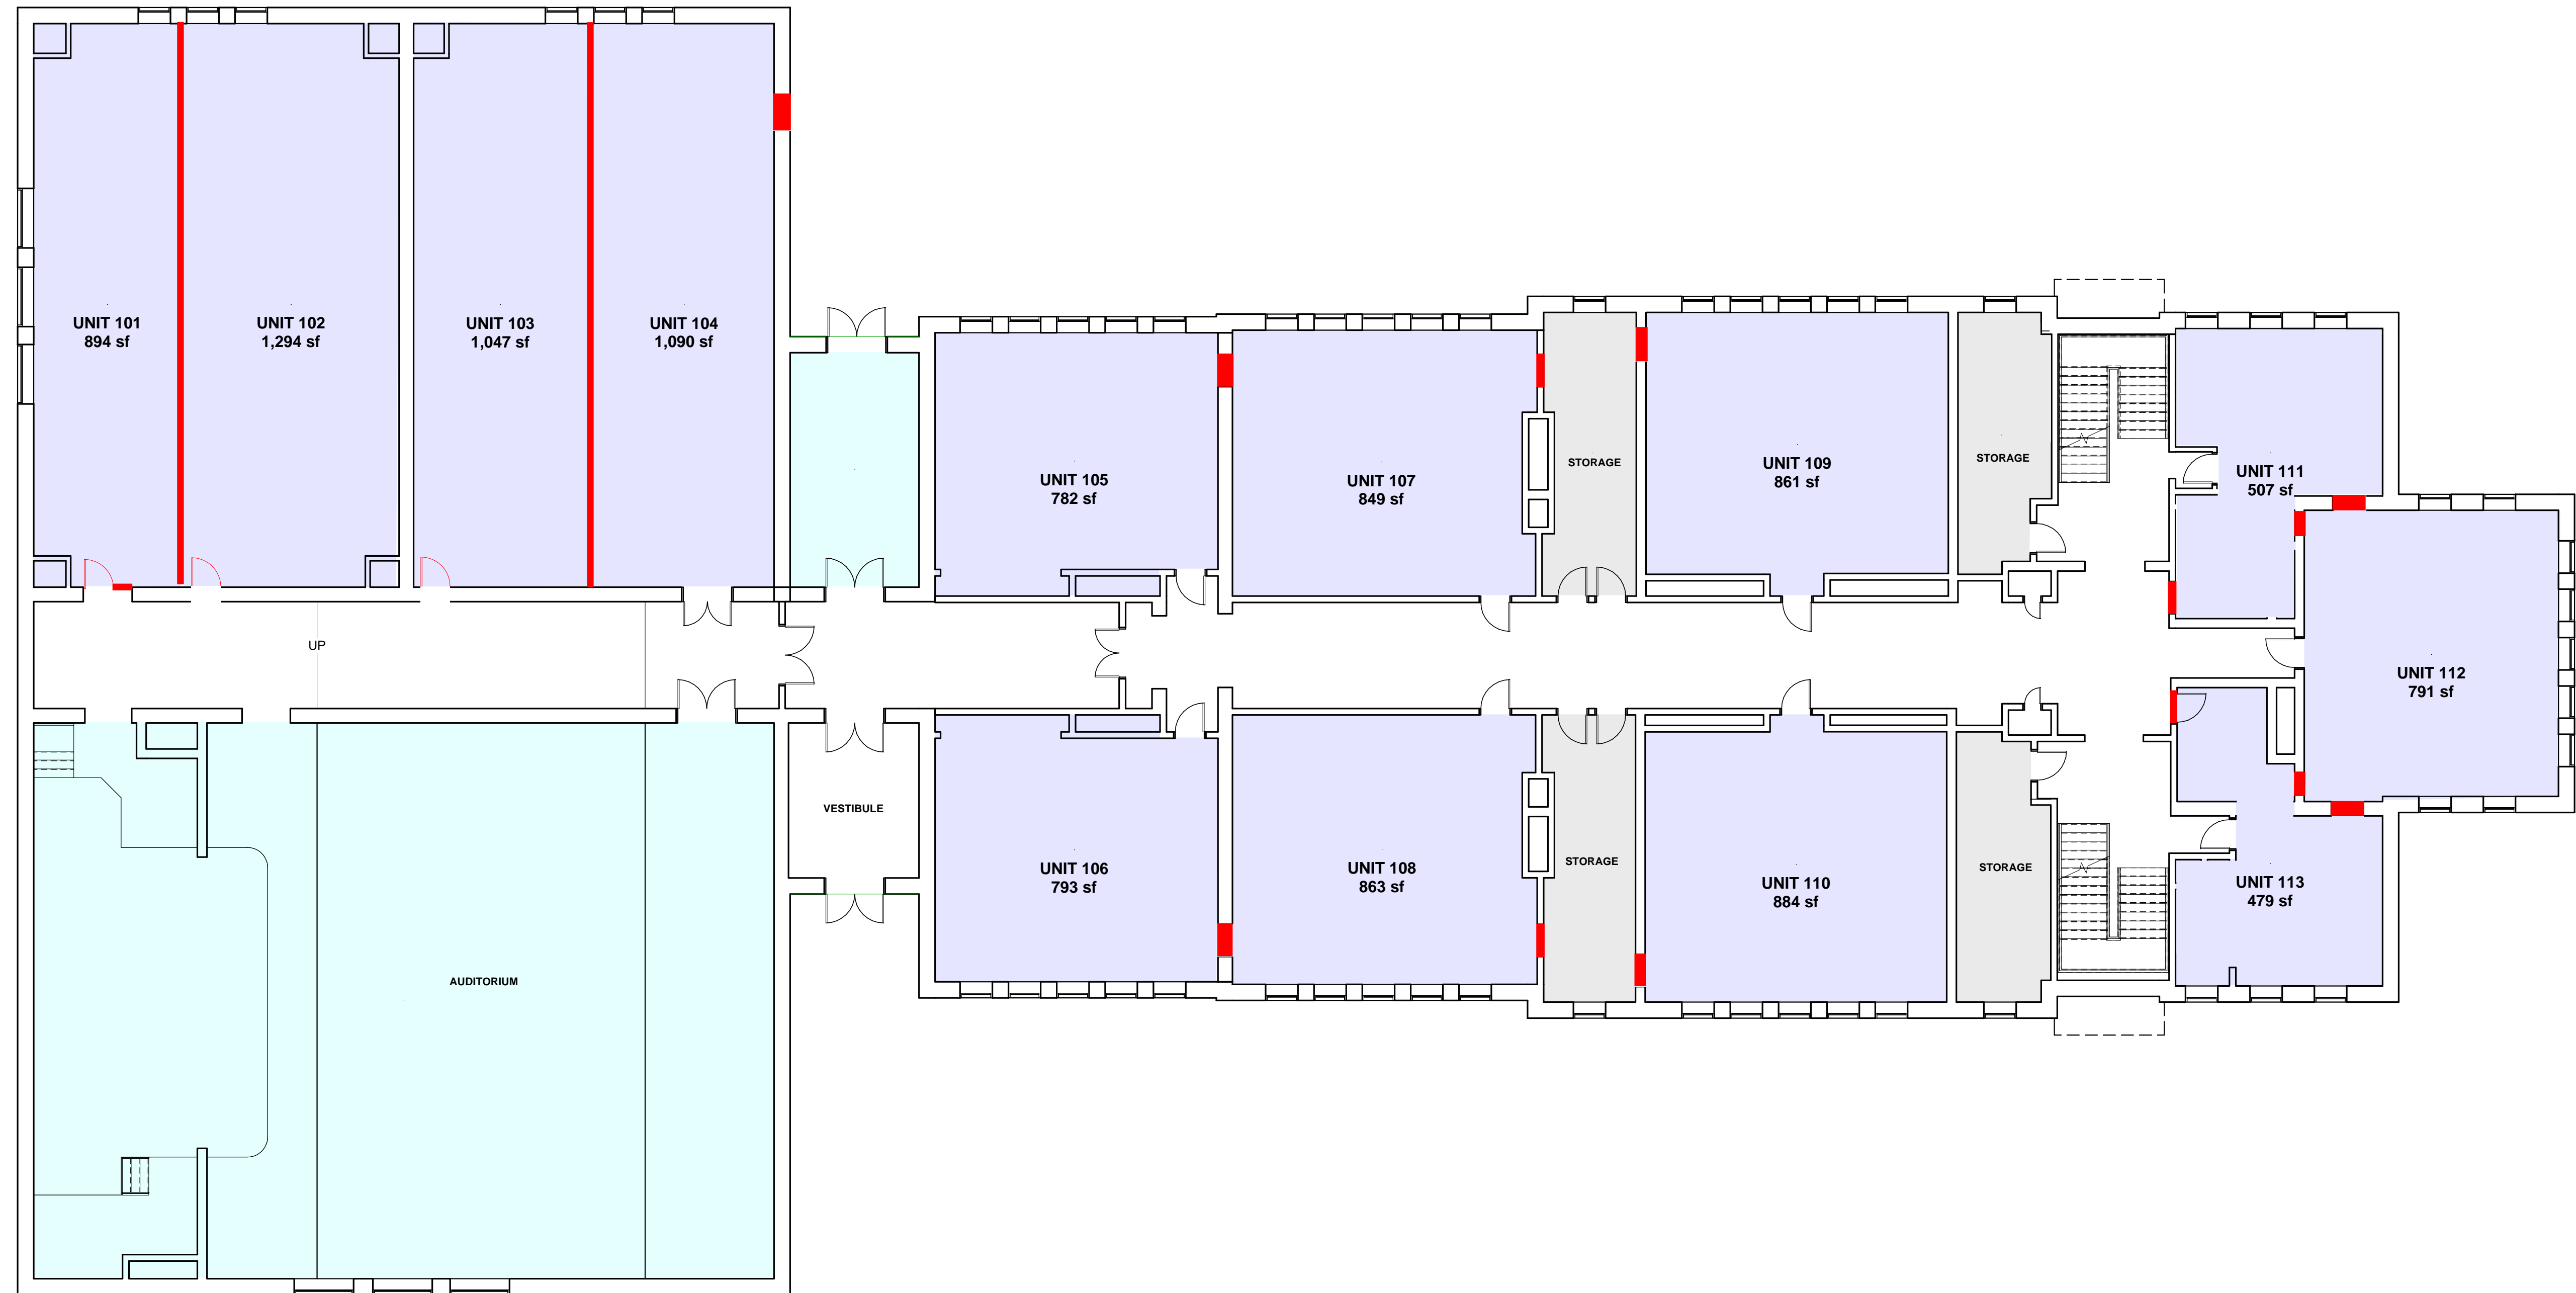 UNIT 101
894 sf
UNIT 102
1,294 sf
UNIT 103
1,047 sf
UNIT 104
1,090 sf
UNIT 105
782 sf
UNIT 107
849 sf
STORAGE
UNIT 109
861 sf
STORAGE
UNIT 111
507 sf
UP
UNIT 112
791 sf
VESTIBULE
UNIT 106
793 sf
UNIT 108
863 sf
STORAGE
UNIT 110
884 sf
STORAGE
UNIT 113
479 sf
AUDITORIUM